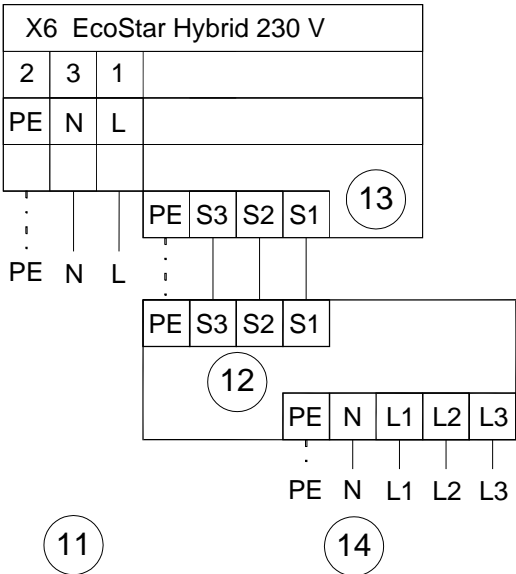 X6 EcoStar Hybrid 230 V
2 3 1
PE N L
13
PE S3 S2 S1
PE N L
PE S3 S2 S1
12
PE N L1 L2 L3
PE N L1 L2 L3
11 14